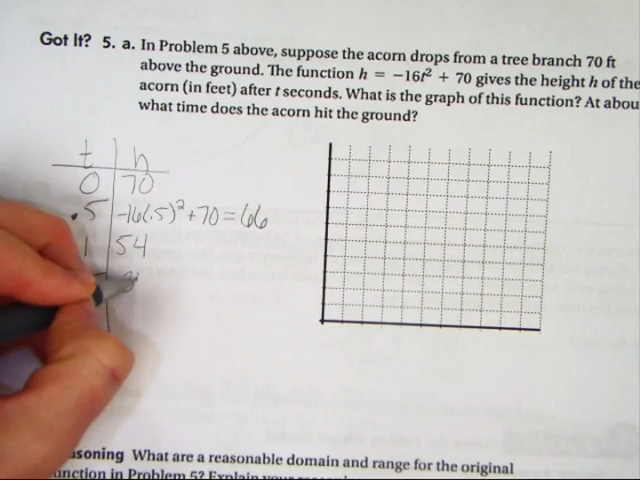 Got It? 5. a. In Problem 5 above, suppose the acorn drops from a tree branch 70 ft
above the ground. The function h = −16t² + 70 gives the height h of the
acorn (in feet) after t seconds. What is the graph of this function? At abou
what time does the acorn hit the ground?
t h
0 70
.5 -16(.5)²+70=66
1 54
soning What are a reasonable domain and range for the original
unction in Problem 5? Explain your